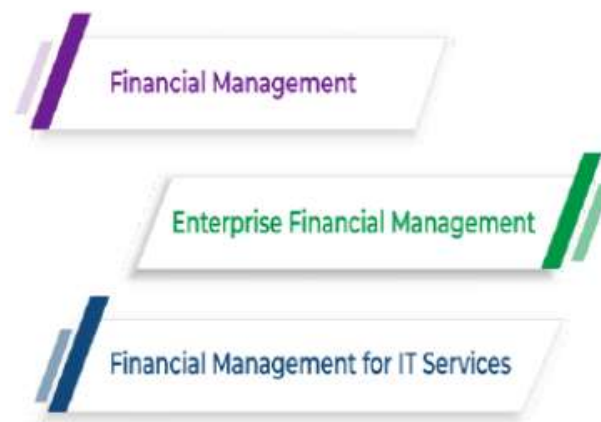 Financial Management
Enterprise Financial Management
Financial Management for IT Services